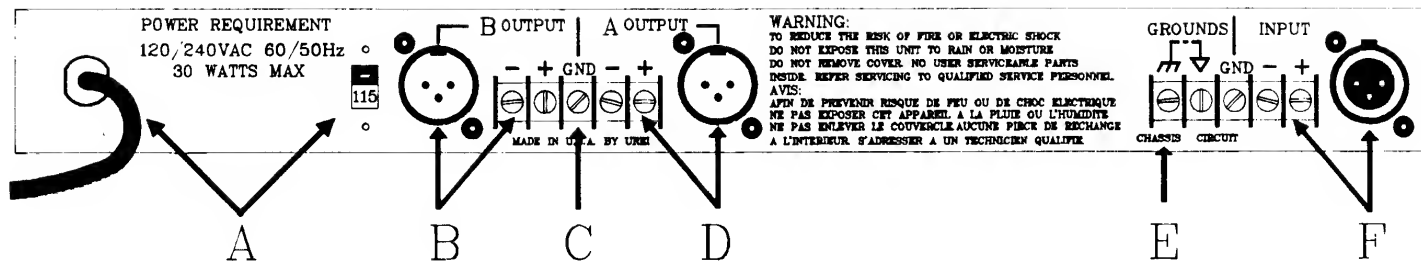 POWER REQUIREMENT
120/240VAC 60/50Hz
30 WATTS MAX
115
B OUTPUT
A OUTPUT
- + GND - +
MADE IN U.S.A. BY UREI
WARNING:
TO REDUCE THE RISK OF FIRE OR ELECTRIC SHOCK
DO NOT EXPOSE THIS UNIT TO RAIN OR MOISTURE
DO NOT REMOVE COVER. NO USER SERVICEABLE PARTS
INSIDE. REFER SERVICING TO QUALIFIED SERVICE PERSONNEL.
AVIS:
AFIN DE PREVENIR RISQUE DE FEU OU DE CHOC ELECTRIQUE
NE PAS EXPOSER CET APPAREIL A LA PLUIE OU L'HUMIDITE
NE PAS ENLEVER LE COUVERCLE AUCUNE PIECE DE RECHANGE
A L'INTERIEUR. S'ADRESSER A UN TECHNICIEN QUALIFIE
GROUNDS
INPUT
GND - +
CHASSIS CIRCUIT
A B C D E F